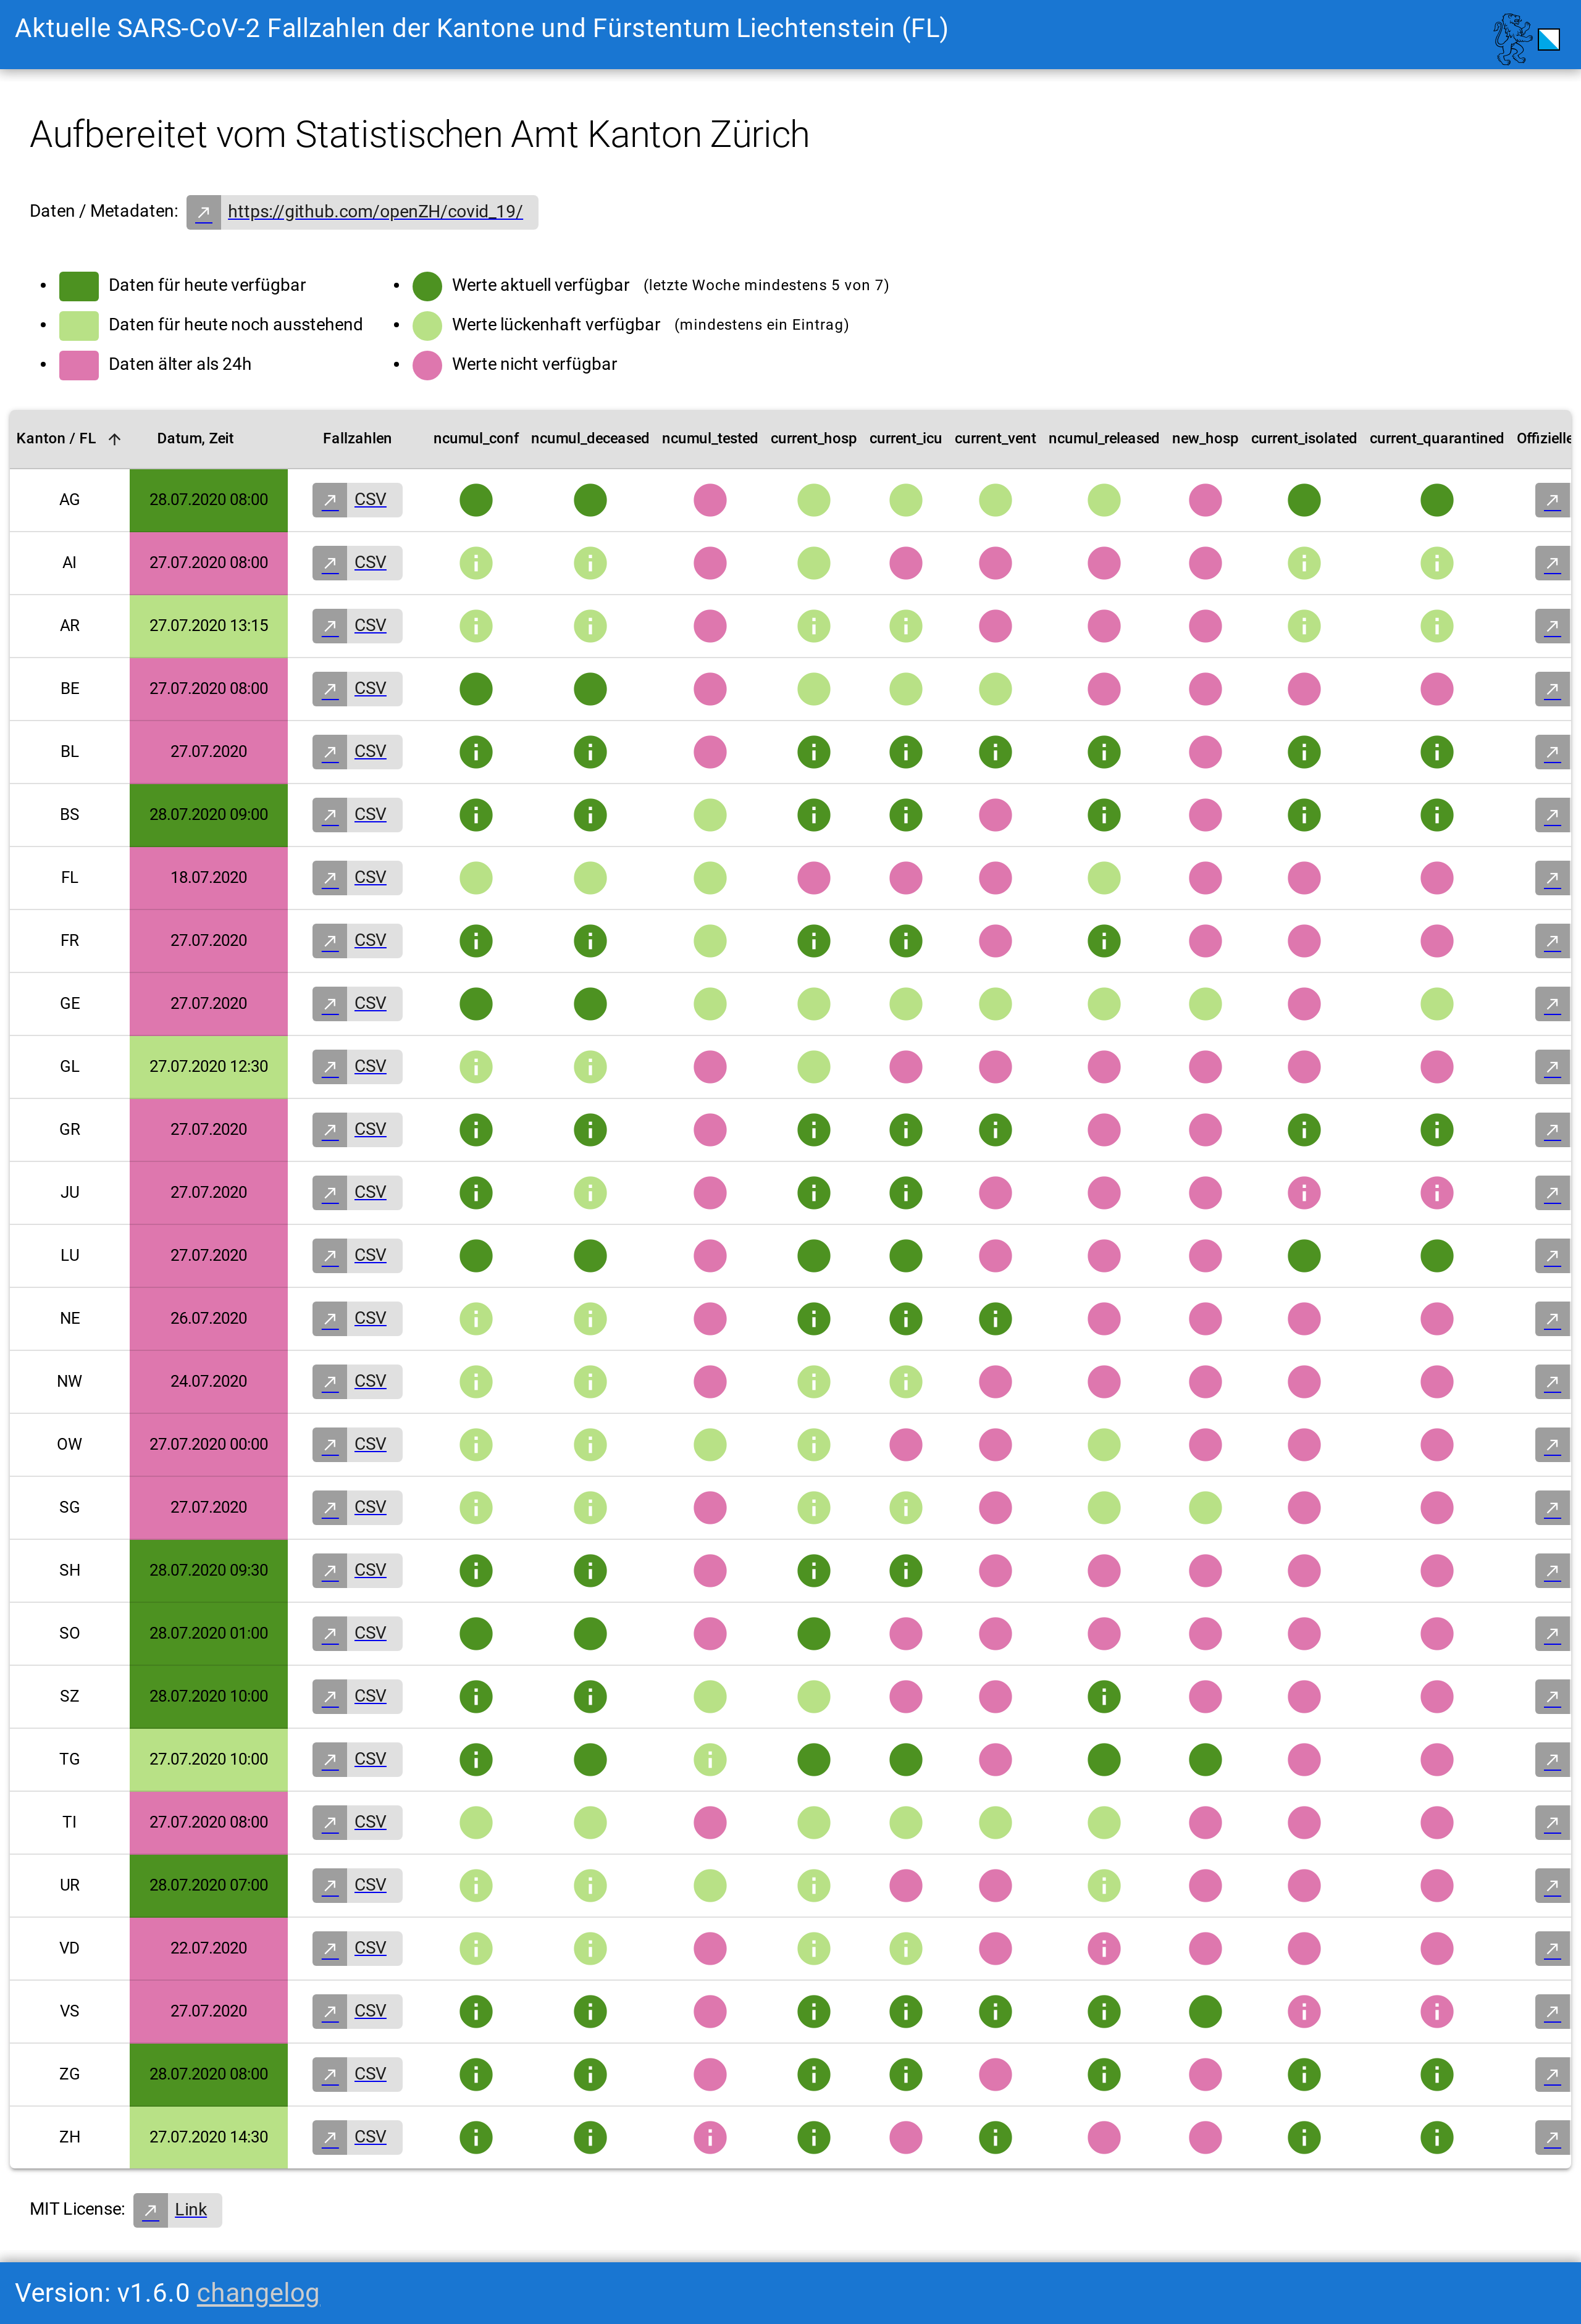 Aktuelle SARS-CoV-2 Fallzahlen der Kantone und Fürstentum Liechtenstein (FL)
Aufbereitet vom Statistischen Amt Kanton Zürich
Daten / Metadaten: https://github.com/openZH/covid_19/
Daten für heute verfügbar
Daten für heute noch ausstehend
Daten älter als 24h
Werte aktuell verfügbar (letzte Woche mindestens 5 von 7)
Werte lückenhaft verfügbar (mindestens ein Eintrag)
Werte nicht verfügbar
Kanton / FL Datum, Zeit Fallzahlen ncumul_conf ncumul_deceased ncumul_tested current_hosp current_icu current_vent ncumul_released new_hosp current_isolated current_quarantined Offizielle
AG 28.07.2020 08:00 CSV
AI 27.07.2020 08:00 CSV
AR 27.07.2020 13:15 CSV
BE 27.07.2020 08:00 CSV
BL 27.07.2020 CSV
BS 28.07.2020 09:00 CSV
FL 18.07.2020 CSV
FR 27.07.2020 CSV
GE 27.07.2020 CSV
GL 27.07.2020 12:30 CSV
GR 27.07.2020 CSV
JU 27.07.2020 CSV
LU 27.07.2020 CSV
NE 26.07.2020 CSV
NW 24.07.2020 CSV
OW 27.07.2020 00:00 CSV
SG 27.07.2020 CSV
SH 28.07.2020 09:30 CSV
SO 28.07.2020 01:00 CSV
SZ 28.07.2020 10:00 CSV
TG 27.07.2020 10:00 CSV
TI 27.07.2020 08:00 CSV
UR 28.07.2020 07:00 CSV
VD 22.07.2020 CSV
VS 27.07.2020 CSV
ZG 28.07.2020 08:00 CSV
ZH 27.07.2020 14:30 CSV
MIT License: Link
Version: v1.6.0 changelog